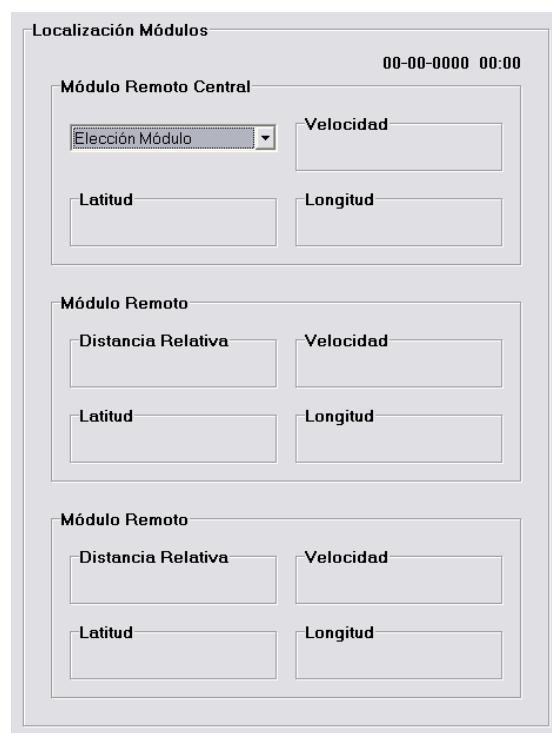 Localización Módulos
00-00-0000 00:00
Módulo Remoto Central
Elección Módulo
Velocidad
Latitud
Longitud
Módulo Remoto
Distancia Relativa
Velocidad
Latitud
Longitud
Módulo Remoto
Distancia Relativa
Velocidad
Latitud
Longitud